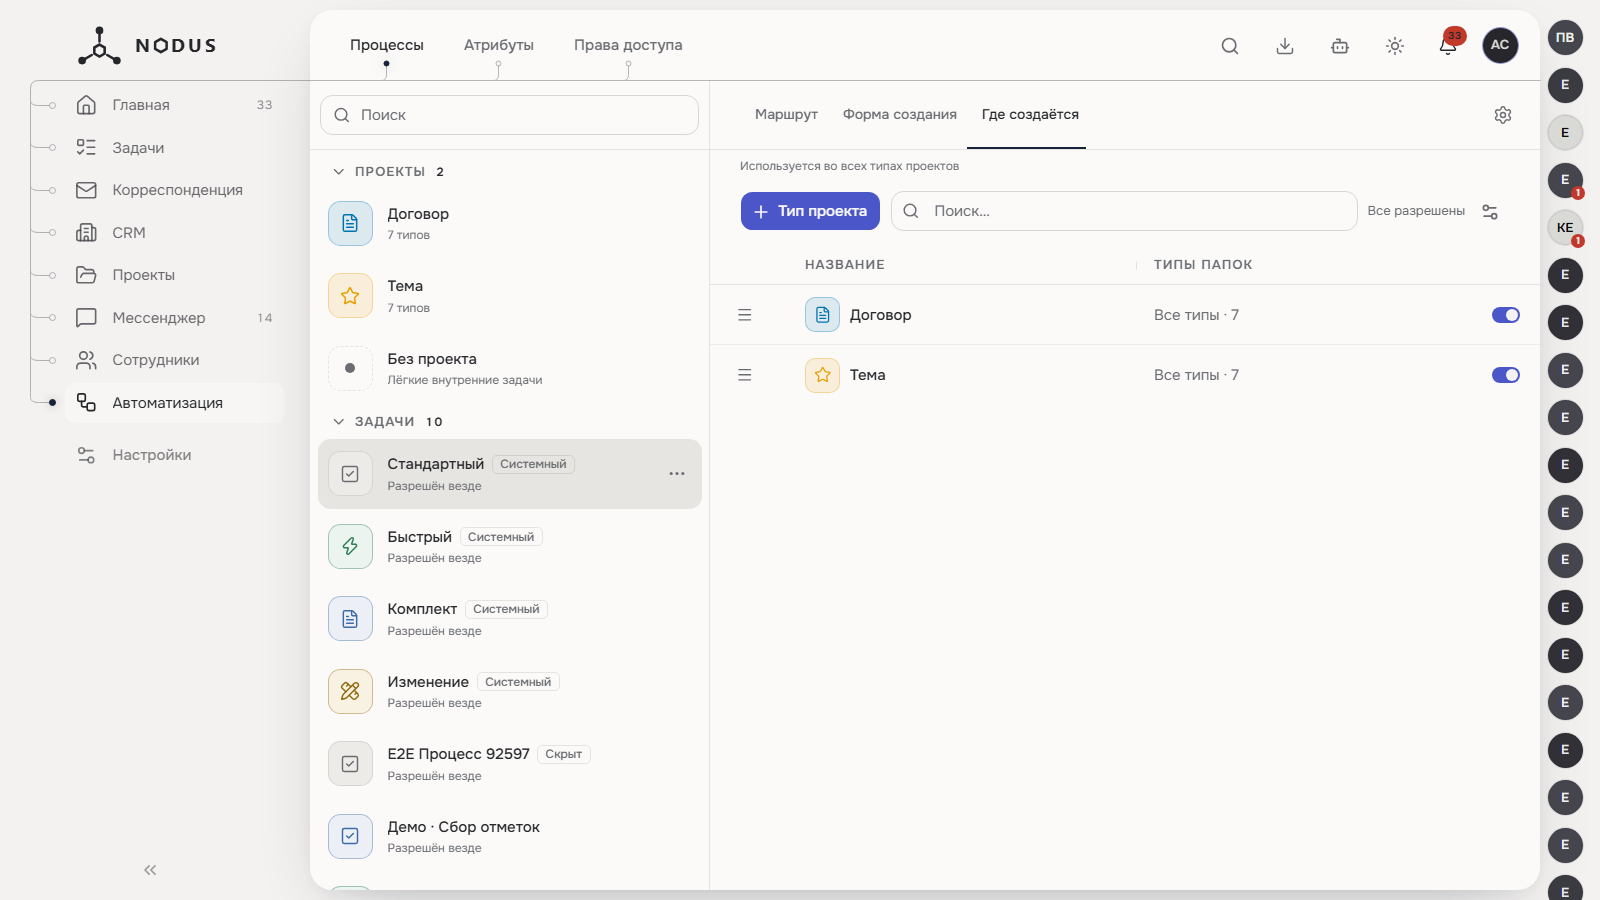 NODUS
Процессы
Атрибуты
Права доступа
33
АС
Главная
33
Задачи
Корреспонденция
CRM
Проекты
Мессенджер
14
Сотрудники
Автоматизация
Настройки
Поиск
ПРОЕКТЫ 2
Договор
7 типов
Тема
7 типов
Без проекта
Лёгкие внутренние задачи
ЗАДАЧИ 10
Стандартный Системный
Разрешён везде
Быстрый Системный
Разрешён везде
Комплект Системный
Разрешён везде
Изменение Системный
Разрешён везде
E2E Процесс 92597 Скрыт
Разрешён везде
Демо · Сбор отметок
Разрешён везде
Маршрут
Форма создания
Где создаётся
Используется во всех типах проектов
Тип проекта
Поиск...
Все разрешены
НАЗВАНИЕ
ТИПЫ ПАПОК
Договор
Все типы · 7
Тема
Все типы · 7
ПВ
E
E
E
1
KE
1
E
E
E
E
E
E
E
E
E
E
E
E
E
E